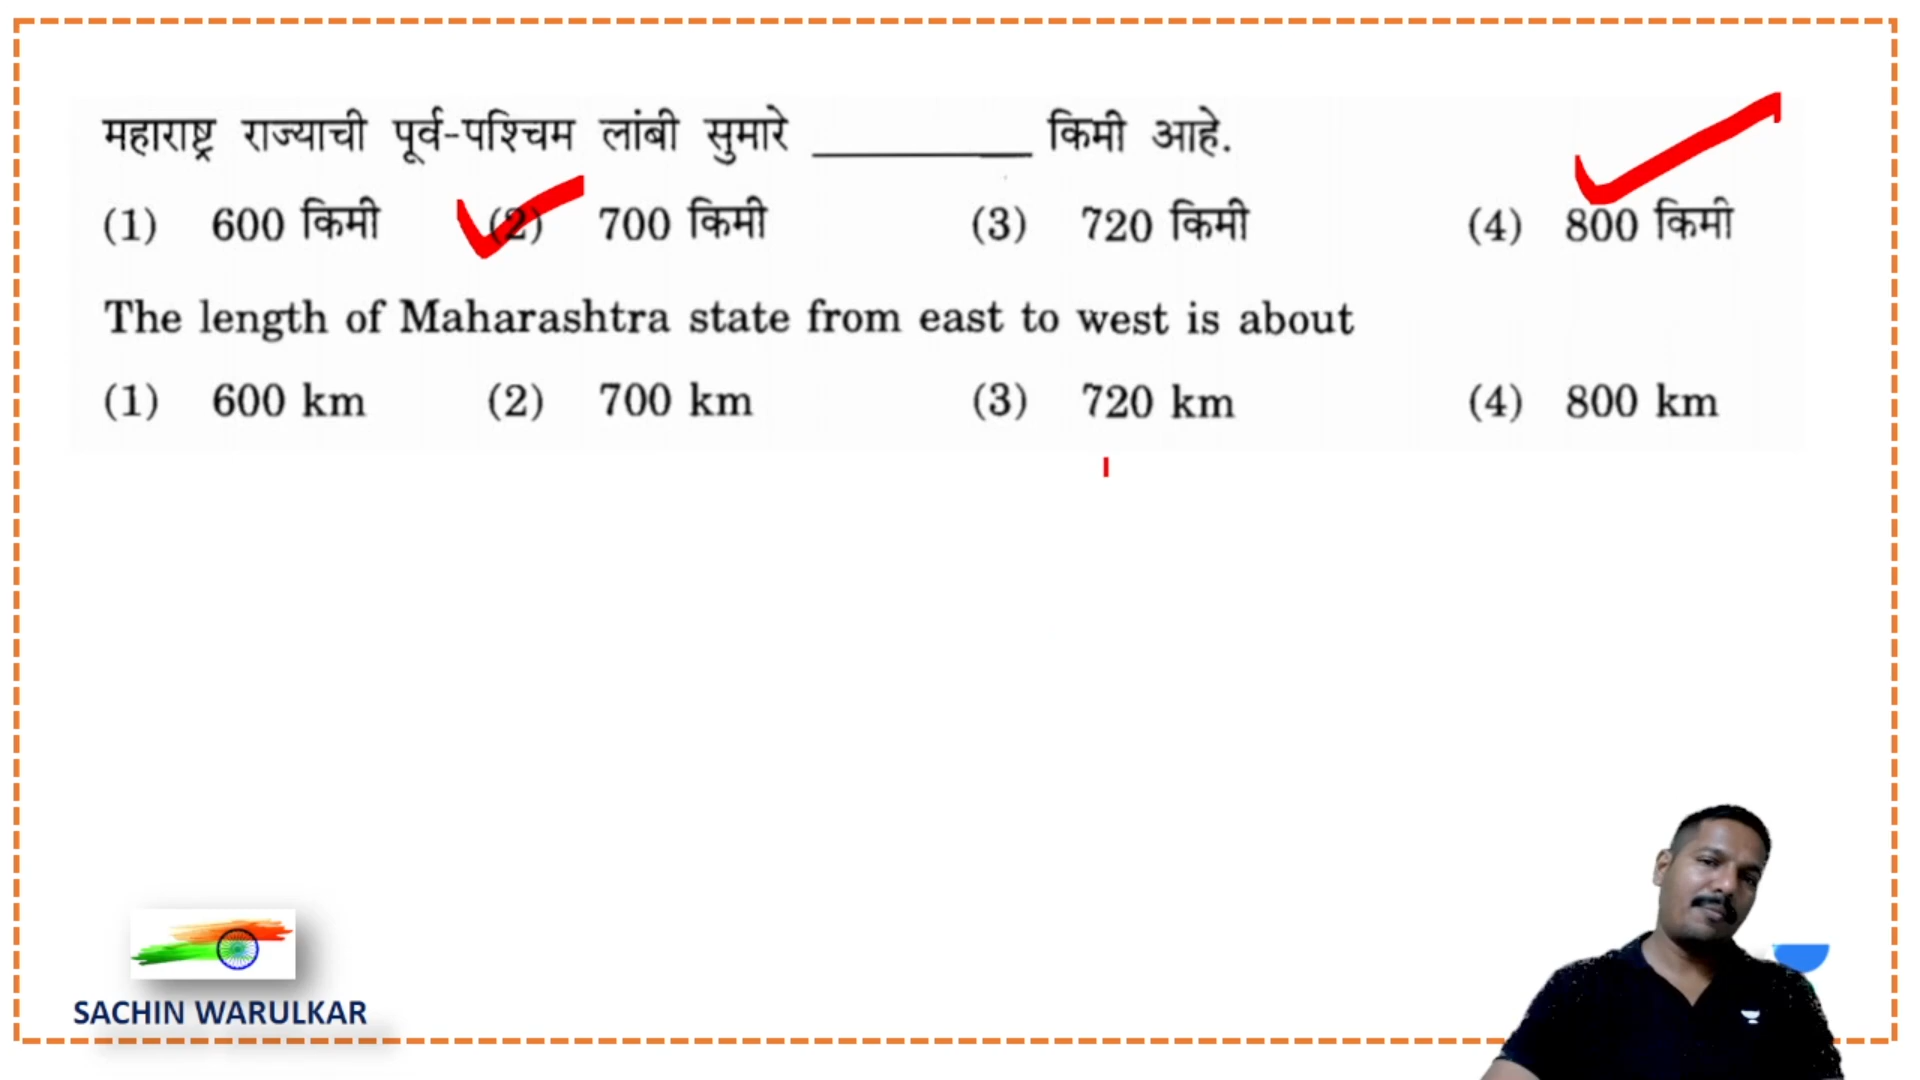 महाराष्ट्र राज्याची पूर्व-पश्चिम लांबी सुमारे __________ किमी आहे.
(1) 600 किमी (2) 700 किमी (3) 720 किमी (4) 800 किमी
The length of Maharashtra state from east to west is about
(1) 600 km (2) 700 km (3) 720 km (4) 800 km
SACHIN WARULKAR